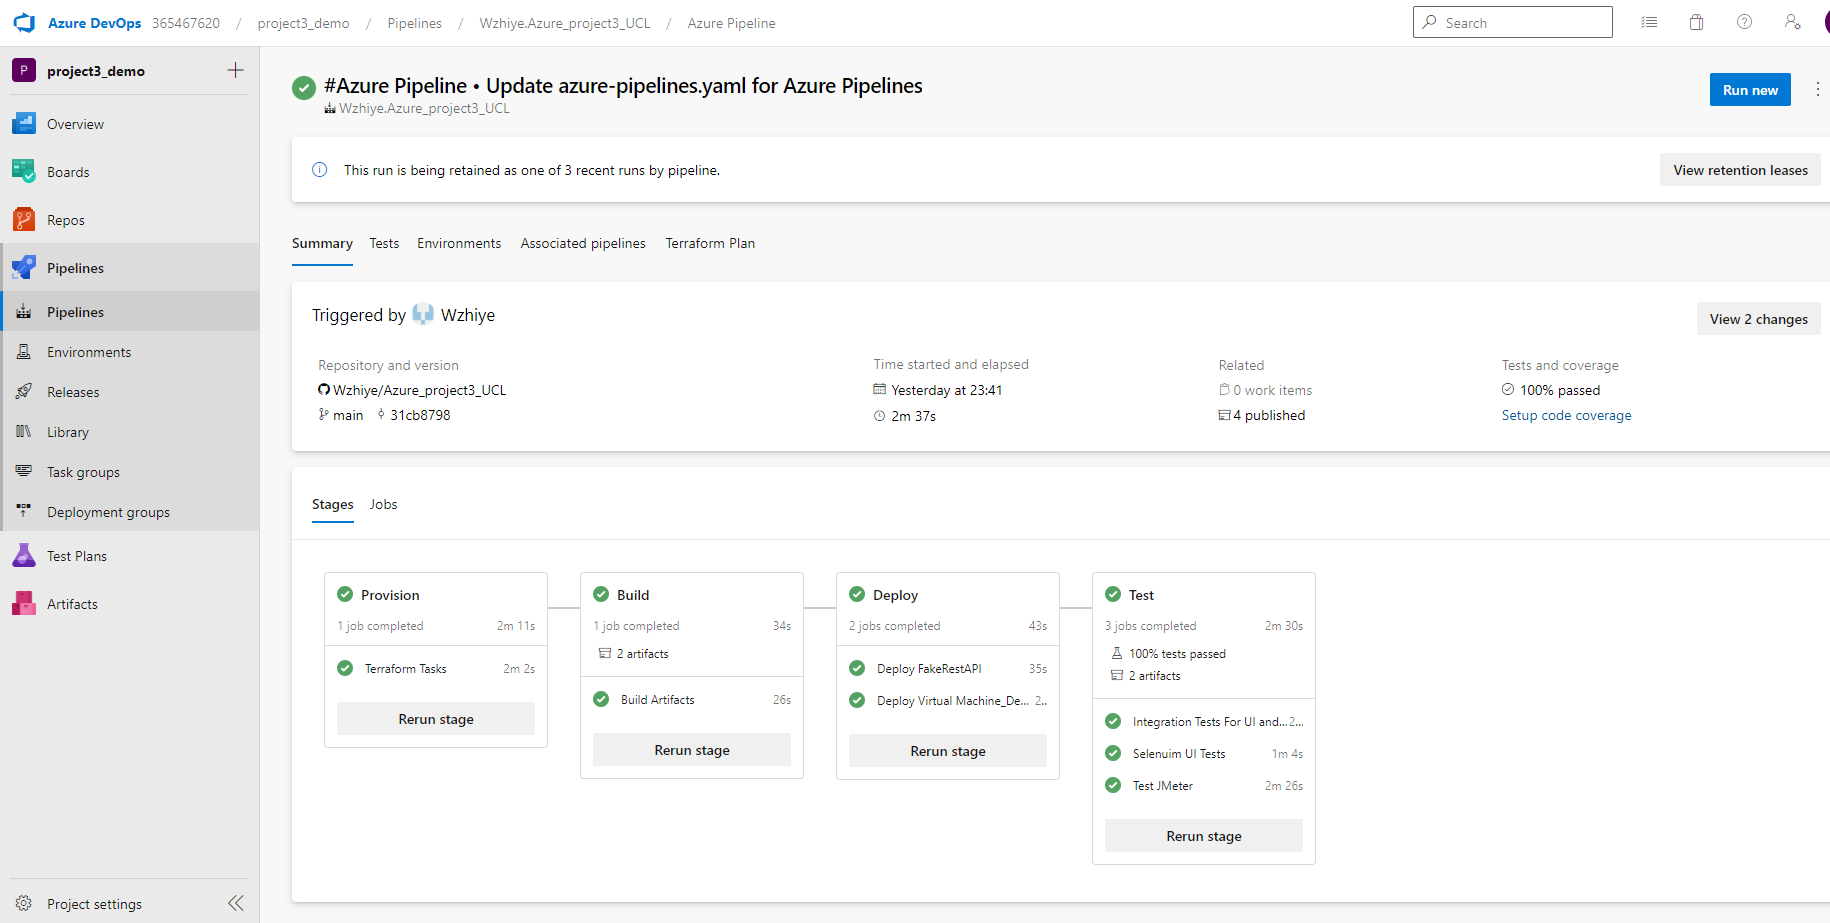 Azure DevOps 365467620 / project3_demo / Pipelines / Wzhiye.Azure_project3_UCL / Azure Pipeline
Search
P project3_demo
Overview
Boards
Repos
Pipelines
Pipelines
Environments
Releases
Library
Task groups
Deployment groups
Test Plans
Artifacts
Project settings
#Azure Pipeline • Update azure-pipelines.yaml for Azure Pipelines
Wzhiye.Azure_project3_UCL
Run new
This run is being retained as one of 3 recent runs by pipeline.
View retention leases
Summary Tests Environments Associated pipelines Terraform Plan
Triggered by Wzhiye
View 2 changes
Repository and version
Wzhiye/Azure_project3_UCL
main 31cb8798
Time started and elapsed
Yesterday at 23:41
2m 37s
Related
0 work items
4 published
Tests and coverage
100% passed
Setup code coverage
Stages Jobs
Provision
1 job completed 2m 11s
Terraform Tasks 2m 2s
Rerun stage
Build
1 job completed 34s
2 artifacts
Build Artifacts 26s
Rerun stage
Deploy
2 jobs completed 43s
Deploy FakeRestAPI 35s
Deploy Virtual Machine_De... 2..
Rerun stage
Test
3 jobs completed 2m 30s
100% tests passed
2 artifacts
Integration Tests For UI and... 2...
Selenuim UI Tests 1m 4s
Test JMeter 2m 26s
Rerun stage